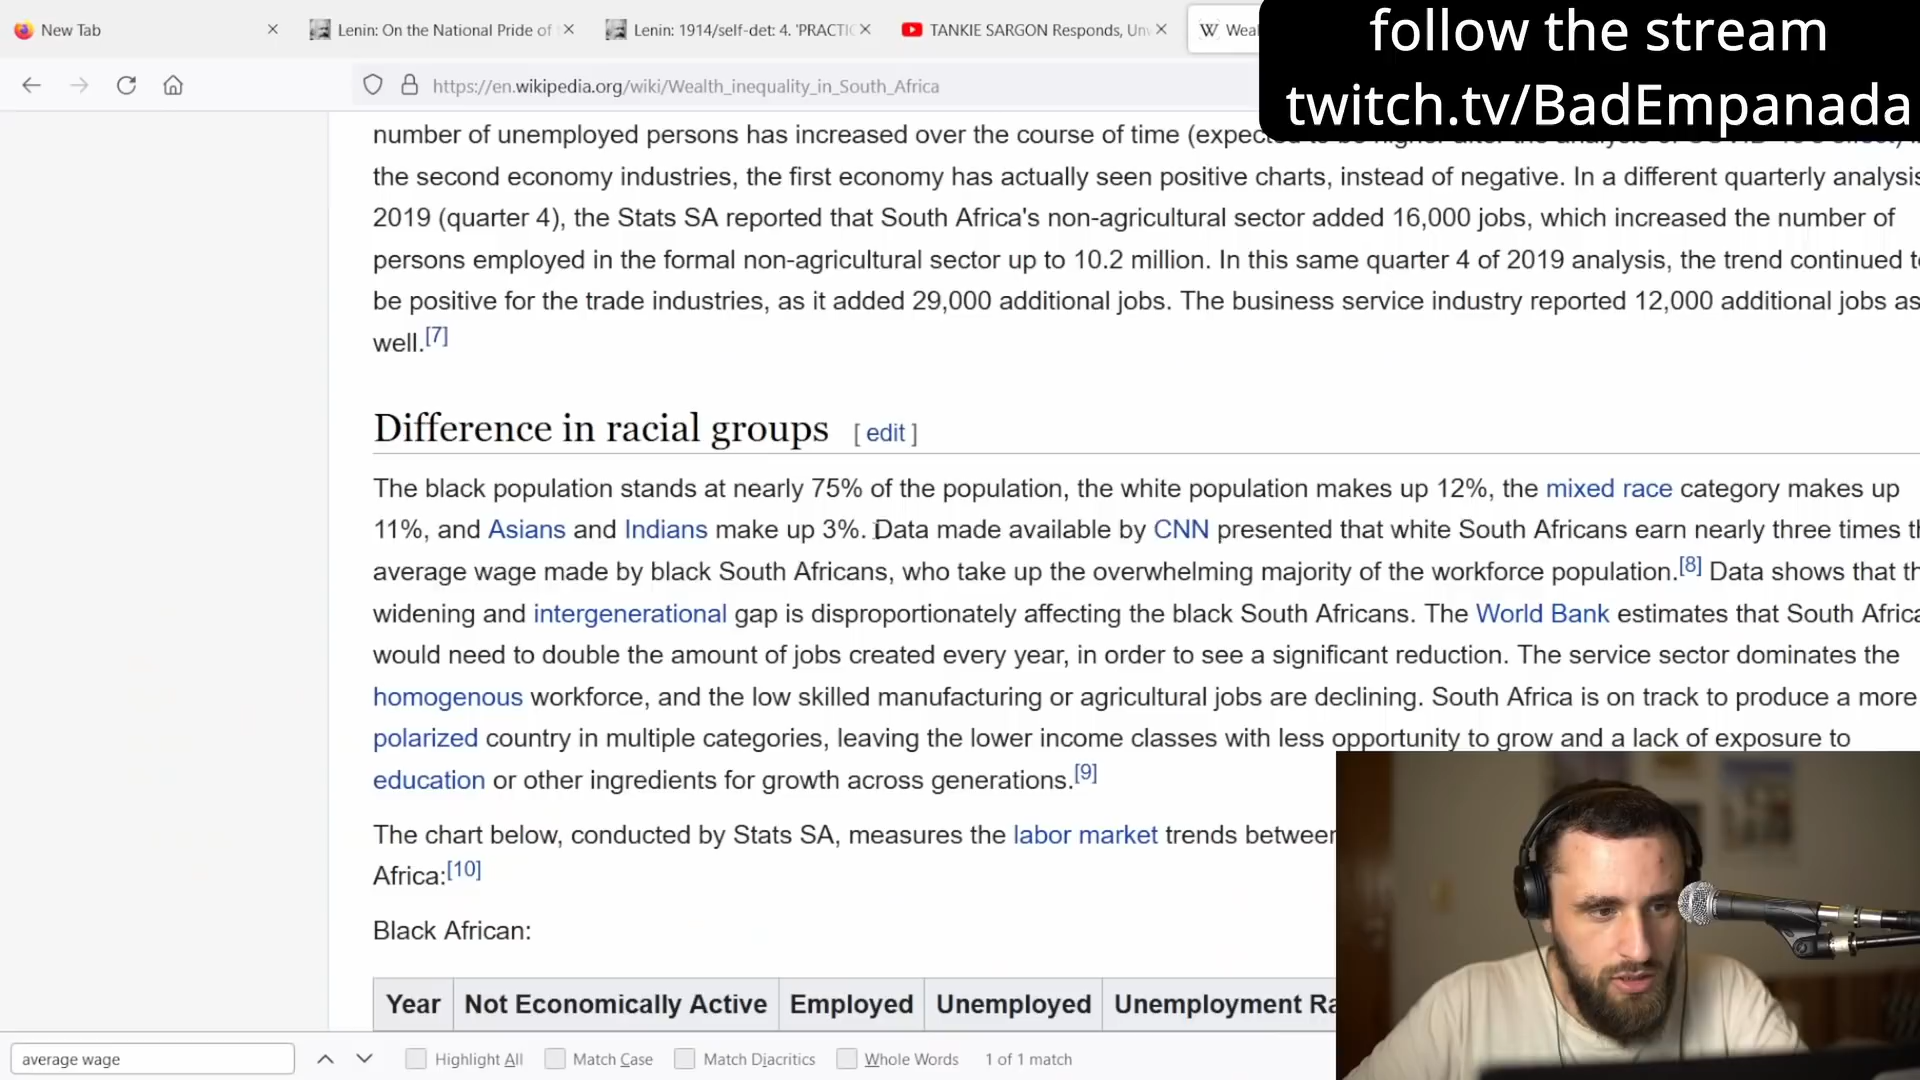 New Tab
Lenin: On the National Pride of
Lenin: 1914/self-det: 4. 'PRACTIC
TANKIE SARGON Responds, Unw
W Weal
follow the stream
twitch.tv/BadEmpanada
https://en.wikipedia.org/wiki/Wealth_inequality_in_South_Africa
number of unemployed persons has increased over the course of time
the second economy industries, the first economy has actually seen positive charts, instead of negative. In a different quarterly analysis
2019 (quarter 4), the Stats SA reported that South Africa's non-agricultural sector added 16,000 jobs, which increased the number of
persons employed in the formal non-agricultural sector up to 10.2 million. In this same quarter 4 of 2019 analysis, the trend continued t
be positive for the trade industries, as it added 29,000 additional jobs. The business service industry reported 12,000 additional jobs as
well.[7]
Difference in racial groups [ edit ]
The black population stands at nearly 75% of the population, the white population makes up 12%, the mixed race category makes up
11%, and Asians and Indians make up 3%. Data made available by CNN presented that white South Africans earn nearly three times th
average wage made by black South Africans, who take up the overwhelming majority of the workforce population.[8] Data shows that th
widening and intergenerational gap is disproportionately affecting the black South Africans. The World Bank estimates that South Africa
would need to double the amount of jobs created every year, in order to see a significant reduction. The service sector dominates the
homogenous workforce, and the low skilled manufacturing or agricultural jobs are declining. South Africa is on track to produce a more
polarized country in multiple categories, leaving the lower income classes with less opportunity to grow and a lack of exposure to
education or other ingredients for growth across generations.[9]
The chart below, conducted by Stats SA, measures the labor market trends between
Africa:[10]
Black African:
Year Not Economically Active Employed Unemployed Unemployment Ra
average wage Highlight All Match Case Match Diacritics Whole Words 1 of 1 match